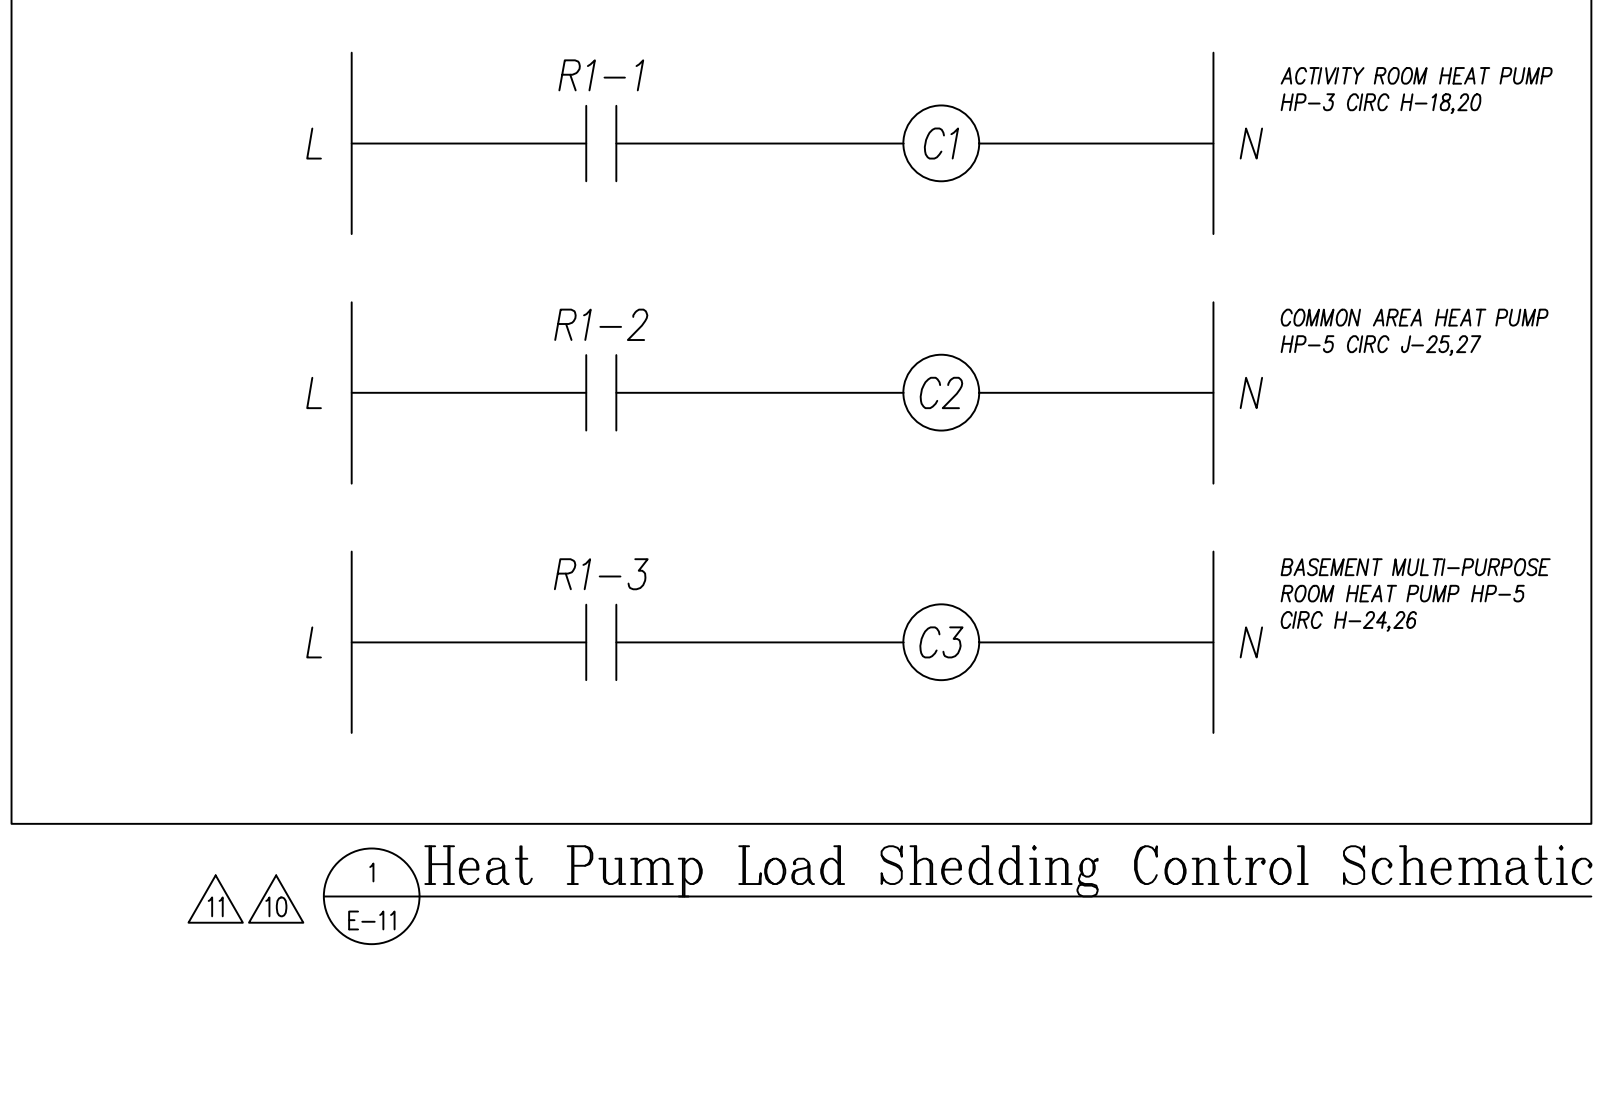 R1-1
L
C1
N
ACTIVITY ROOM HEAT PUMP
HP-3 CIRC H-18,20
R1-2
L
C2
N
COMMON AREA HEAT PUMP
HP-5 CIRC J-25,27
R1-3
L
C3
N
BASEMENT MULTI-PURPOSE
ROOM HEAT PUMP HP-5
CIRC H-24,26
11
10
1
E-11
Heat Pump Load Shedding Control Schematic